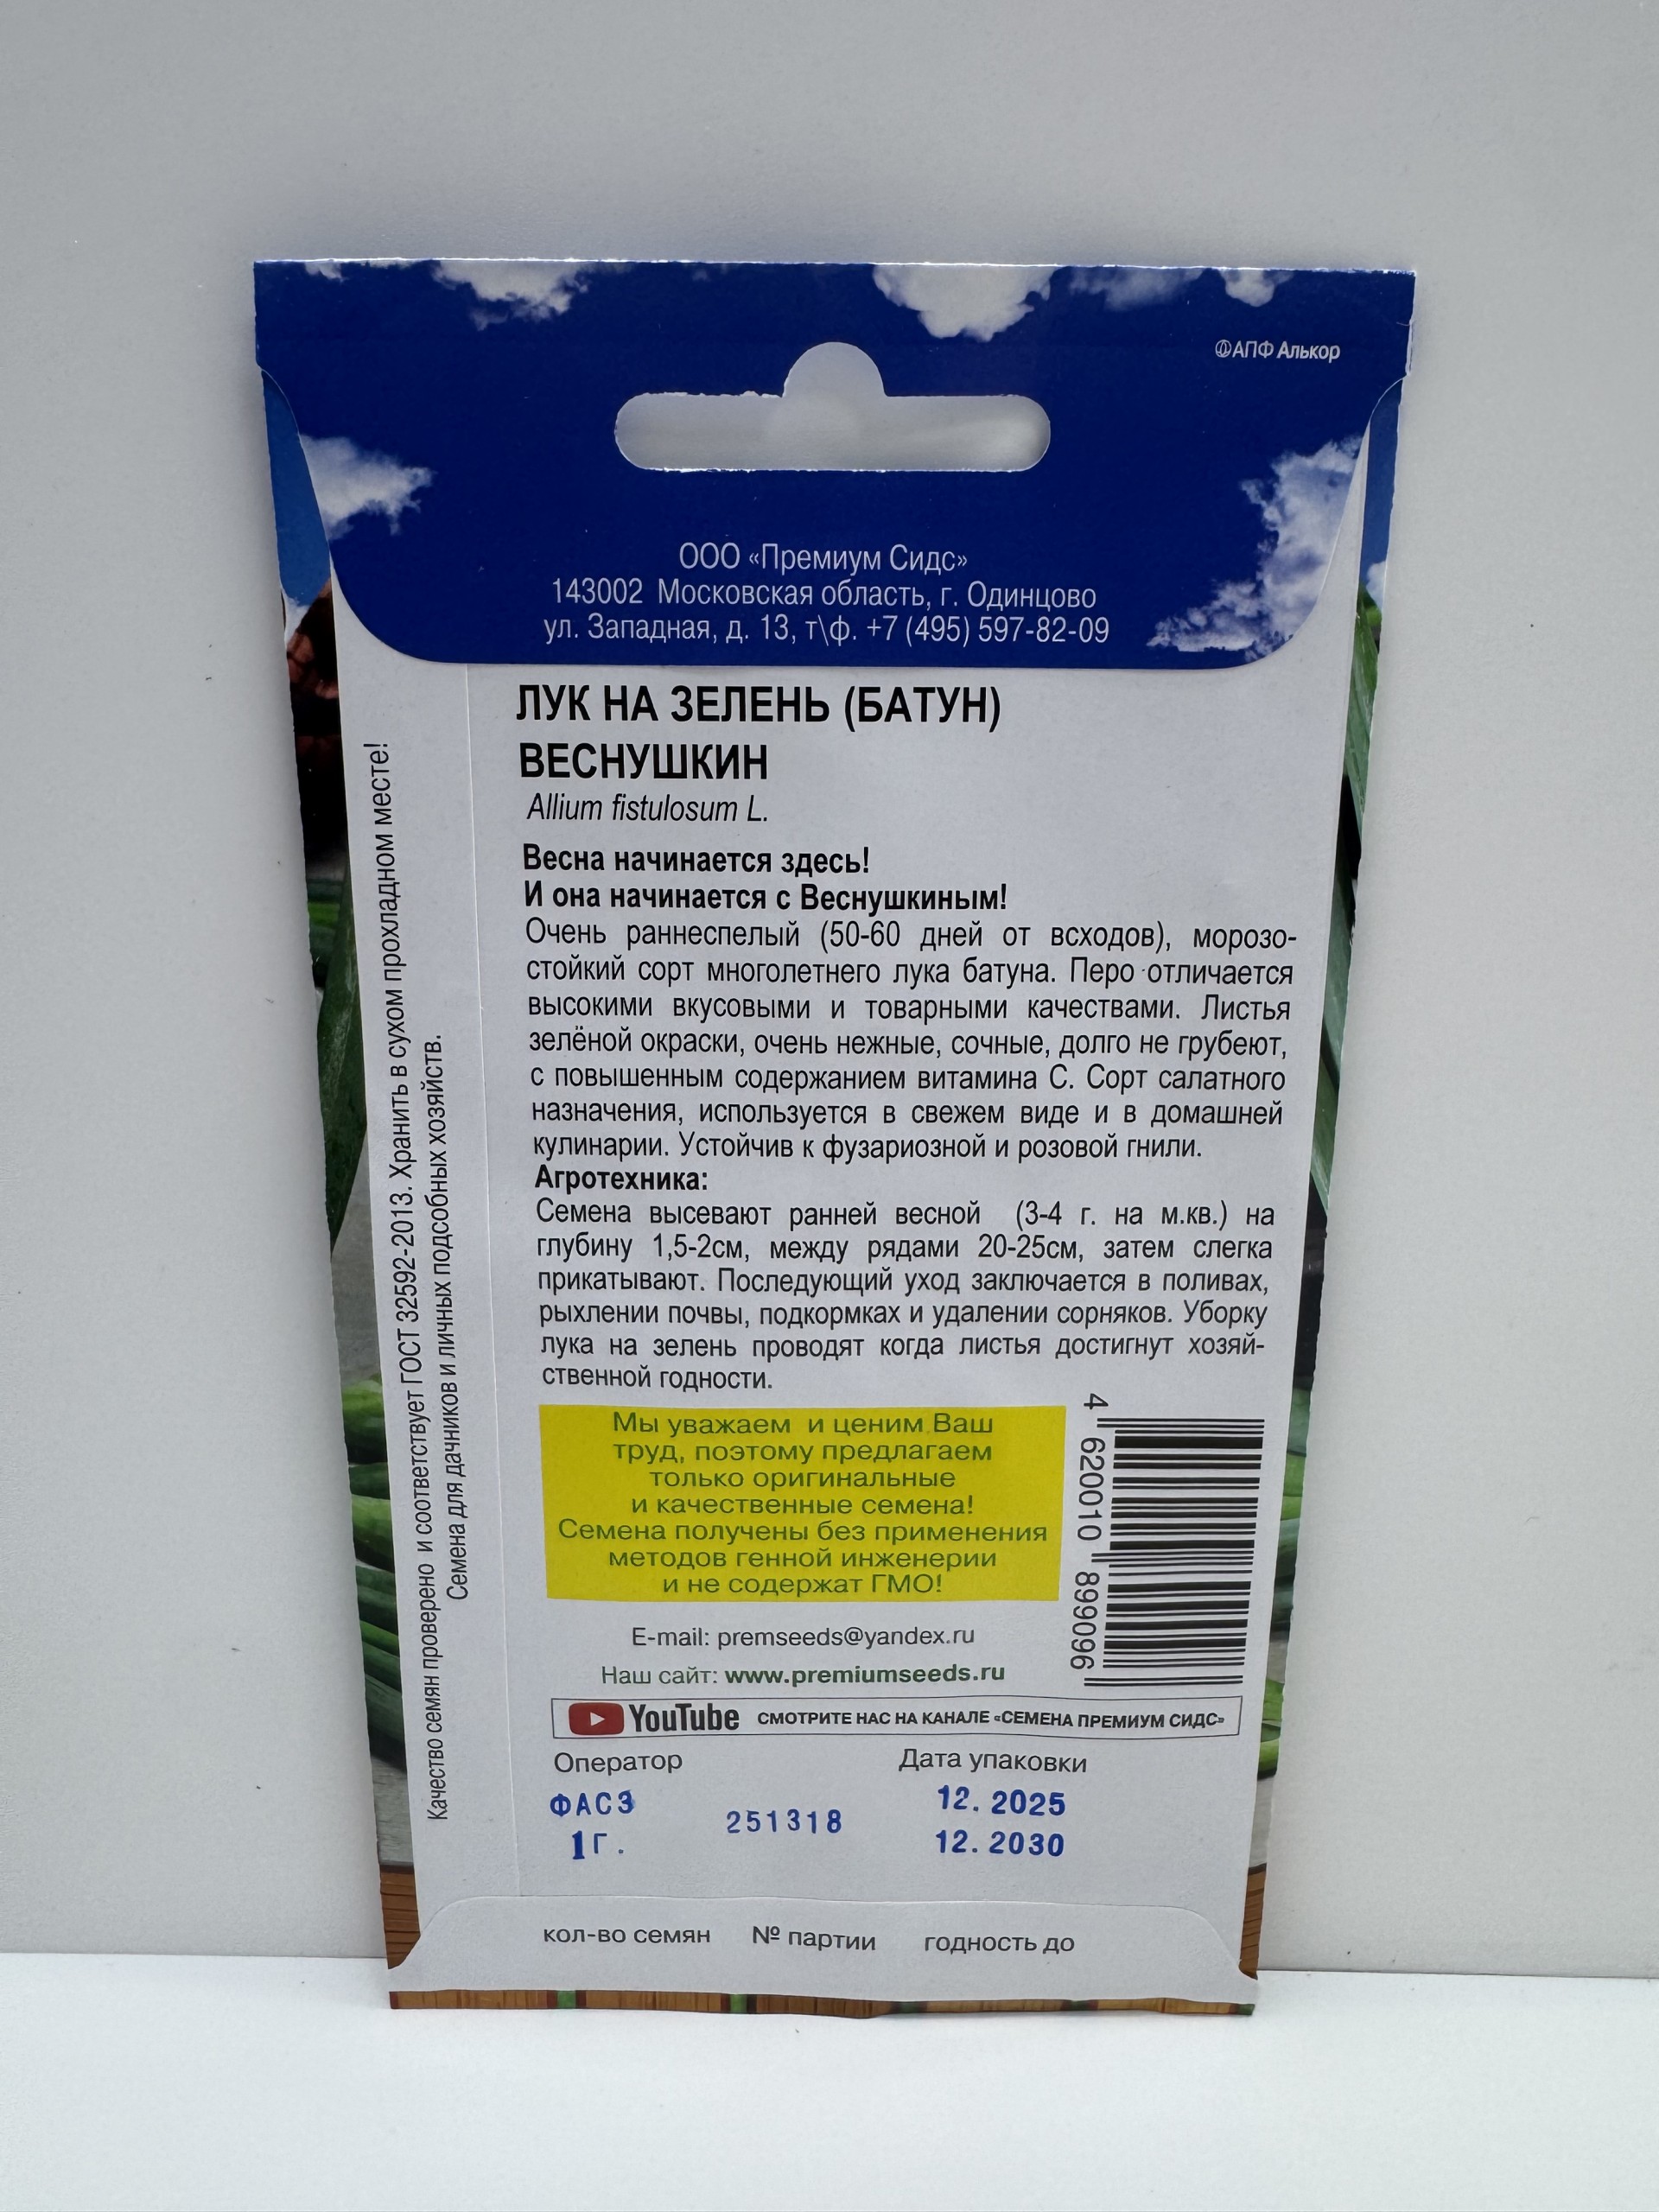 ©АПФ Алькор
ООО «Премиум Сидс»
143002 Московская область, г. Одинцово
ул. Западная, д. 13, т\ф. +7 (495) 597-82-09
ЛУК НА ЗЕЛЕНЬ (БАТУН)
ВЕСНУШКИН
Allium fistulosum L.
Весна начинается здесь!
И она начинается с Веснушкиным!
Очень раннеспелый (50-60 дней от всходов), морозо-
стойкий сорт многолетнего лука батуна. Перо отличается
высокими вкусовыми и товарными качествами. Листья
зелёной окраски, очень нежные, сочные, долго не грубеют,
с повышенным содержанием витамина С. Сорт салатного
назначения, используется в свежем виде и в домашней
кулинарии. Устойчив к фузариозной и розовой гнили.
Агротехника:
Семена высевают ранней весной (3-4 г. на м.кв.) на
глубину 1,5-2см, между рядами 20-25см, затем слегка
прикатывают. Последующий уход заключается в поливах,
рыхлении почвы, подкормках и удалении сорняков. Уборку
лука на зелень проводят когда листья достигнут хозяй-
ственной годности.
Мы уважаем и ценим Ваш
труд, поэтому предлагаем
только оригинальные
и качественные семена!
Семена получены без применения
методов генной инженерии
и не содержат ГМО!
4 620010 899096
E-mail: premseeds@yandex.ru
Наш сайт: www.premiumseeds.ru
YouTube СМОТРИТЕ НАС НА КАНАЛЕ «СЕМЕНА ПРЕМИУМ СИДС»
Оператор Дата упаковки
ФАС3 251318 12. 2025
1Г. 12. 2030
кол-во семян № партии годность до
Качество семян проверено и соответствует ГОСТ 32592-2013. Хранить в сухом прохладном месте!
Семена для дачников и личных подсобных хозяйств.